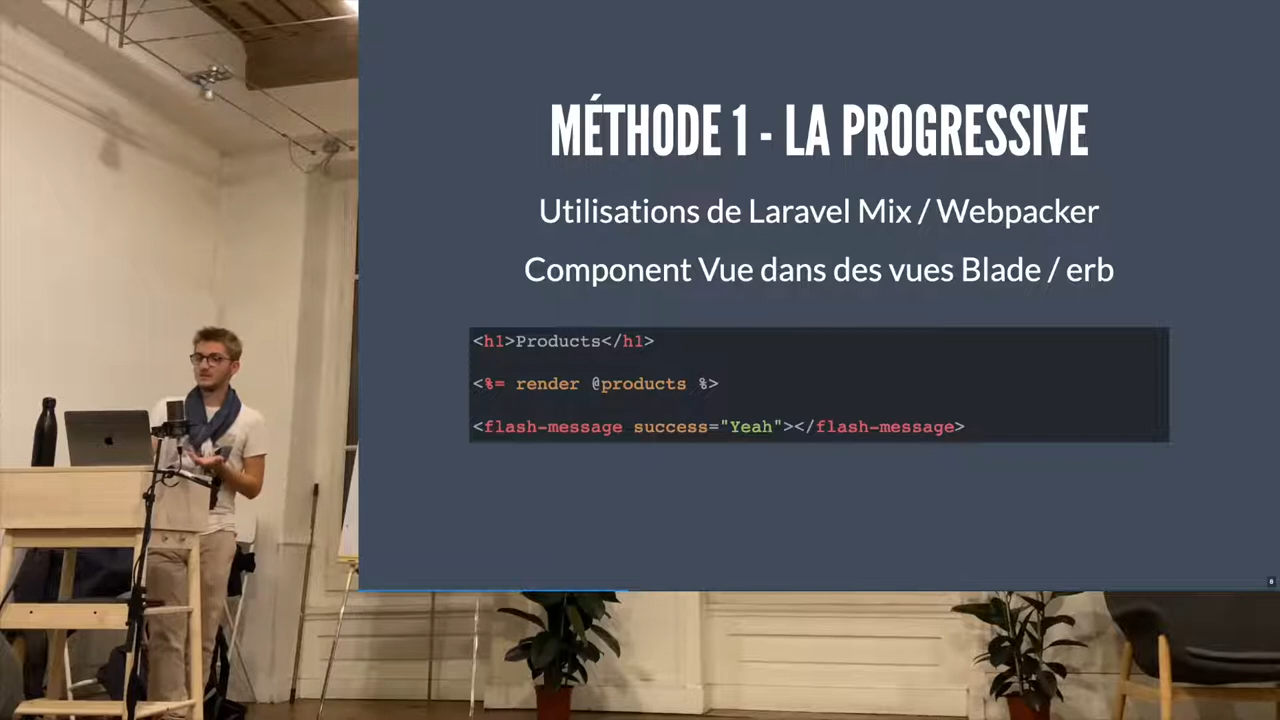 MÉTHODE 1 - LA PROGRESSIVE
Utilisations de Laravel Mix / Webpacker
Component Vue dans des vues Blade / erb
<h1>Products</h1>
<%= render @products %>
<flash-message success="Yeah"></flash-message>